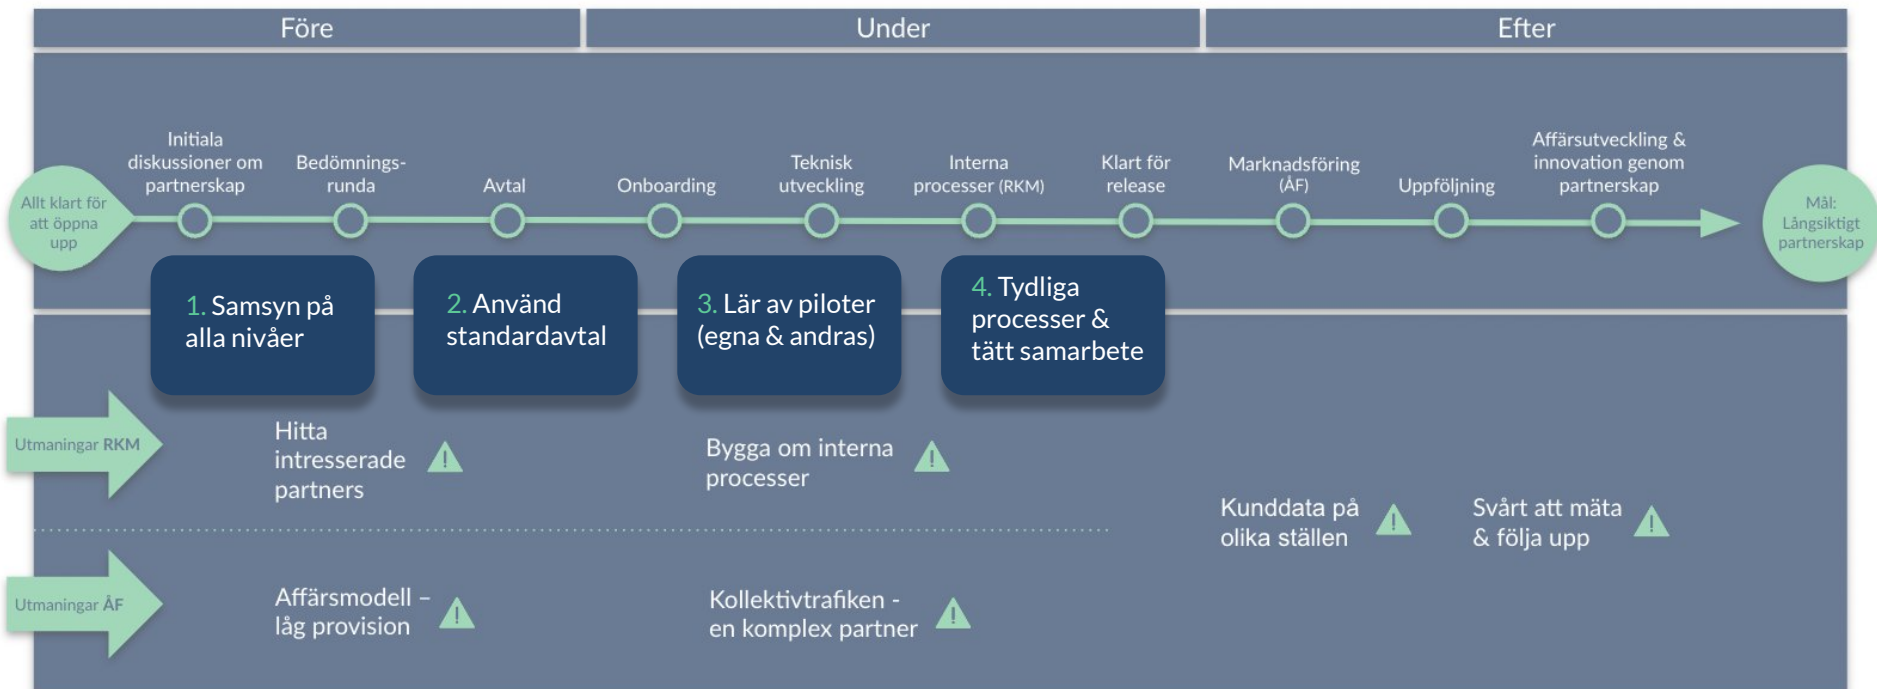 Före
Under
Efter
Allt klart för
att öppna
upp
Initiala
diskussioner om
partnerskap
Bedömnings-
runda
Avtal
Onboarding
Teknisk
utveckling
Interna
processer (RKM)
Klart för
release
Marknadsföring
(ÅF)
Uppföljning
Affärsutveckling &
innovation genom
partnerskap
Mål:
Långsiktigt
partnerskap
1. Samsyn på
alla nivåer
2. Använd
standardavtal
3. Lär av piloter
(egna & andras)
4. Tydliga
processer &
tätt samarbete
Utmaningar RKM
Hitta
intresserade
partners
Bygga om interna
processer
Kunddata på
olika ställen
Svårt att mäta
& följa upp
Utmaningar ÅF
Affärsmodell –
låg provision
Kollektivtrafiken -
en komplex partner